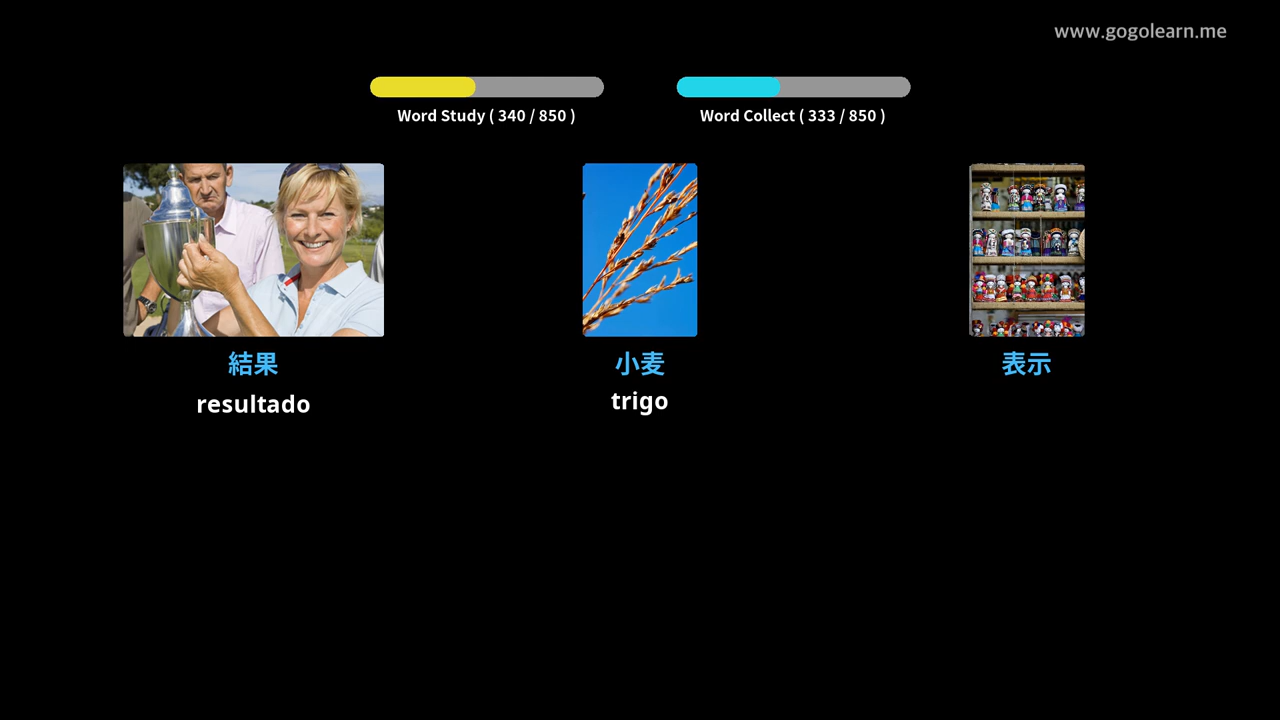 www.gogolearn.me
Word Study ( 340 / 850 )
Word Collect ( 333 / 850 )
結果
小麦
表示
resultado
trigo